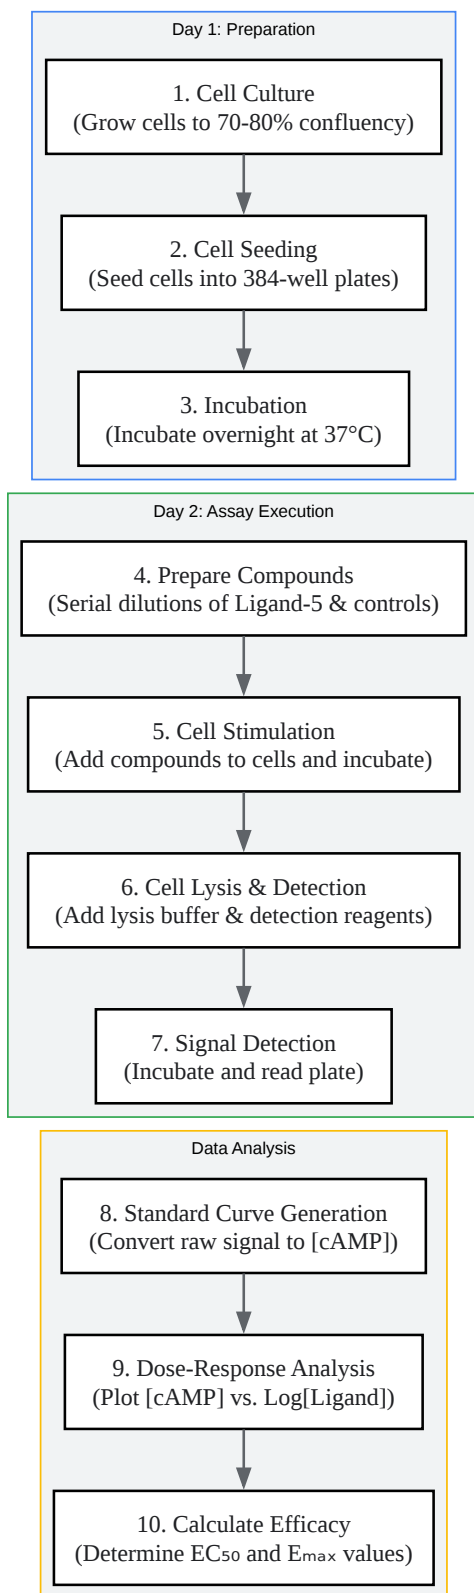 Day 1: Preparation
1. Cell Culture
(Grow cells to 70-80% confluency)
2. Cell Seeding
(Seed cells into 384-well plates)
3. Incubation
(Incubate overnight at 37°C)
Day 2: Assay Execution
4. Prepare Compounds
(Serial dilutions of Ligand-5 & controls)
5. Cell Stimulation
(Add compounds to cells and incubate)
6. Cell Lysis & Detection
(Add lysis buffer & detection reagents)
7. Signal Detection
(Incubate and read plate)
Data Analysis
8. Standard Curve Generation
(Convert raw signal to [cAMP])
9. Dose-Response Analysis
(Plot [cAMP] vs. Log[Ligand])
10. Calculate Efficacy
(Determine EC₅₀ and Eₘₐₓ values)